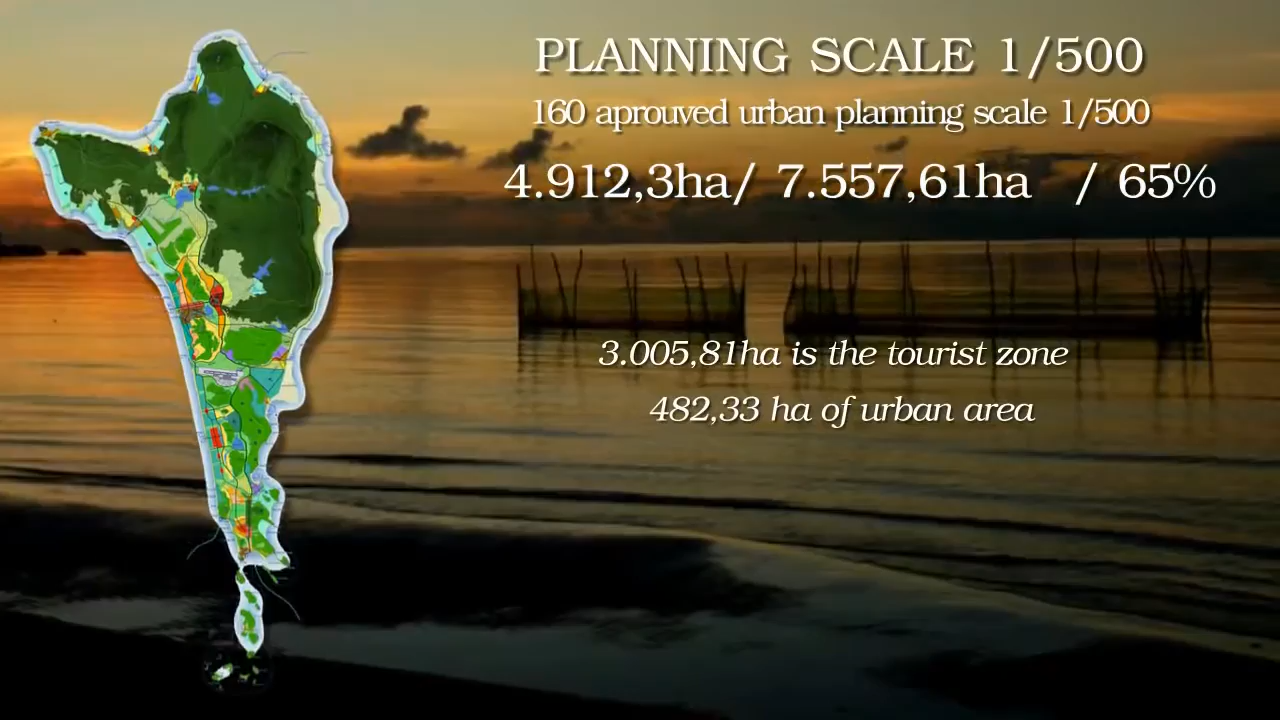 PLANNING SCALE 1/500
160 aprouved urban planning scale 1/500
4.912,3ha/ 7.557,61ha / 65%
3.005,81ha is the tourist zone
482,33 ha of urban area